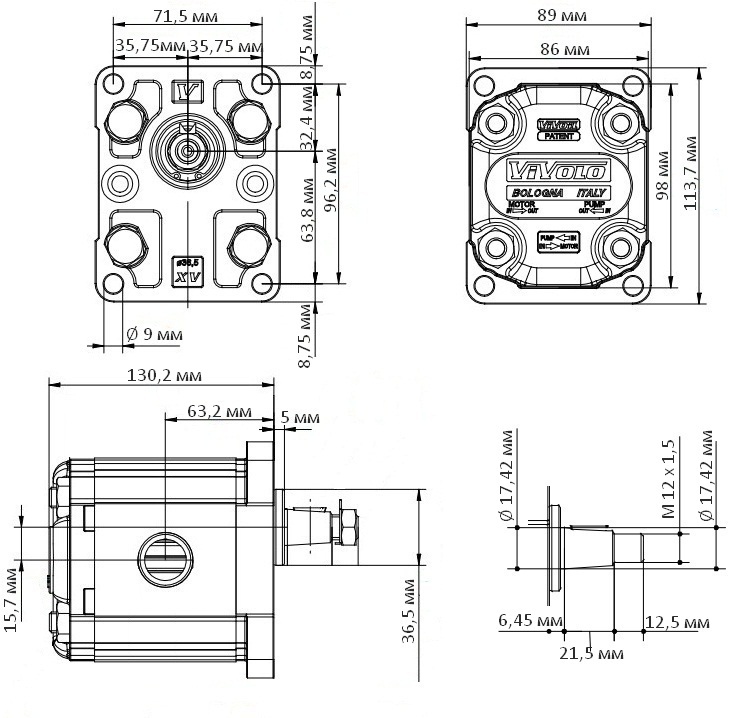 71,5 мм
35,75мм
35,75 мм
8,75 мм
32,4 мм
63,8 мм
96,2 мм
8,75 мм
Ø 9 мм
V
ø36,5
XV
89 мм
86 мм
98 мм
113,7 мм
VIVOLO
PATENT
VIVOLO
BOLOGNA ITALY
MOTOR PUMP
IN OUT OUT IN
PUMP IN
IN MOTOR
130,2 мм
63,2 мм
5 мм
15,7 мм
36,5 мм
Ø 17,42 мм
M 12 x 1,5
Ø 17,42 мм
6,45 мм
12,5 мм
21,5 мм